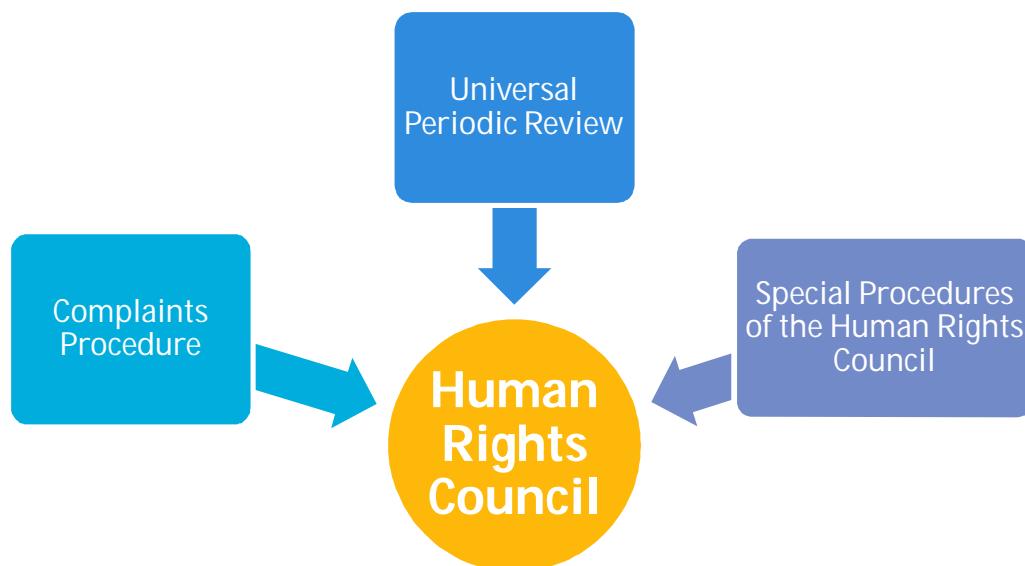 Universal
Periodic Review
Complaints
Procedure
Special Procedures
of the Human Rights
Council
Human
Rights
Council